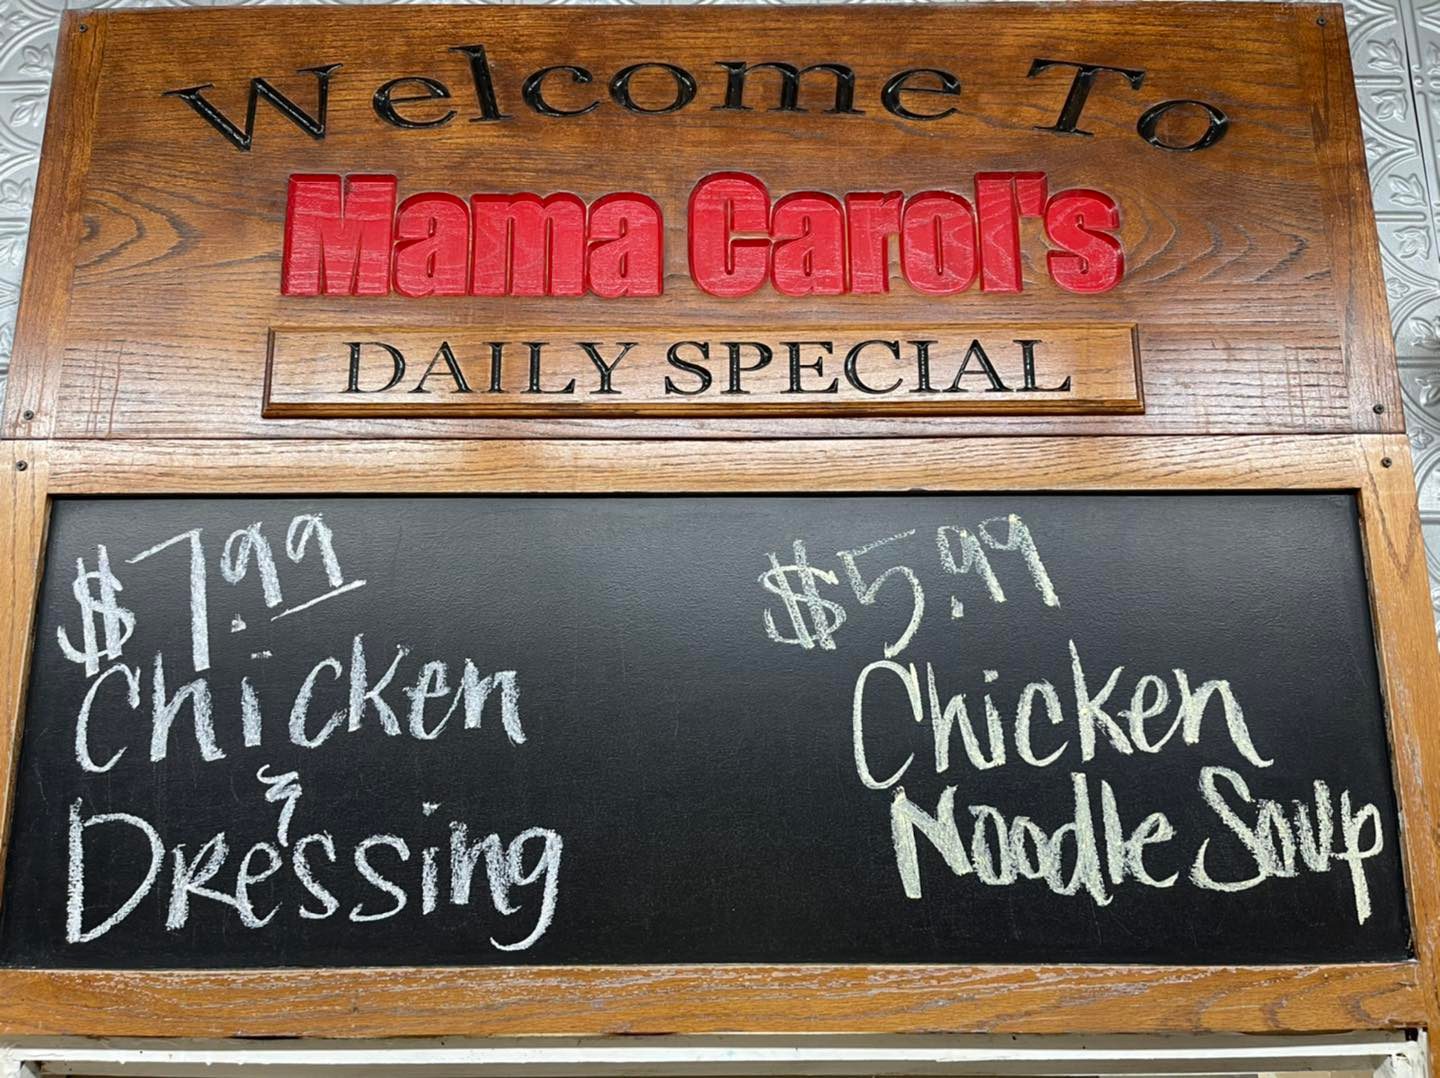 Welcome To
Mama Carol's
DAILY SPECIAL
$7.99
Chicken
&
Dressing
$5.99
Chicken
Noodle Soup